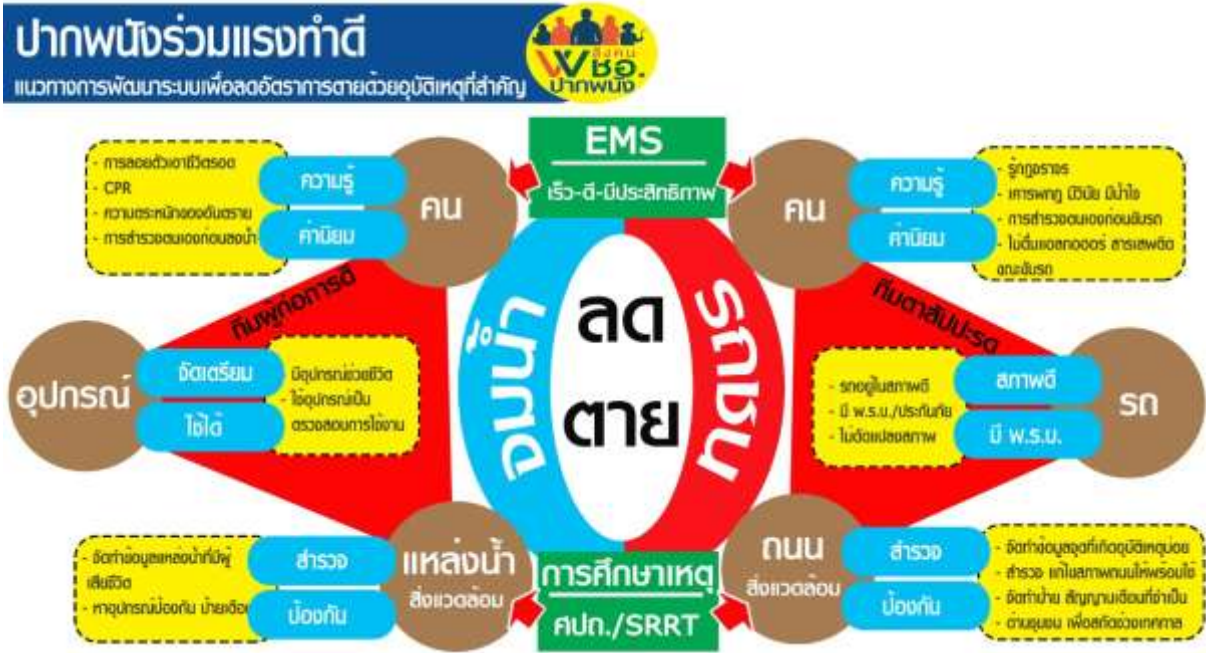 ปากพนังร่วมแรงทำดี
แนวทางการพัฒนาระบบเพื่อลดอัตราการตายด้วยอุบัติเหตุที่สำคัญ
สิ่งคน
พชอ.
ปากพนัง
EMS
เร็ว-ดี-มีประสิทธิภาพ
- การลอยตัวเอาชีวิตรอด
- CPR
- ความตระหนักของอันตราย
- การสำรวจตนเองก่อนลงน้ำ
ความรู้
ค่านิยม
คน
คน
ความรู้
ค่านิยม
- รู้กฎจราจร
- เคารพกฎ มีวินัย มีน้ำใจ
- การสำรวจตนเองก่อนขับรถ
- ไม่ดื่มแอลกอฮอร์ สารเสพติด
ขณะขับรถ
ทีมผู้ก่อการดี
ทีมตาสัปปะรด
จมน้ำ
ลด
ตาย
รถชน
อุปกรณ์
จัดเตรียม
ใช้ได้
มีอุปกรณ์ช่วยชีวิต
- ใช้อุปกรณ์เป็น
ตรวจสอบการใช้งาน
- รถอยู่ในสภาพดี
- มี พ.ร.บ./ประกันภัย
- ไม่ดัดแปลงสภาพ
สภาพดี
มี พ.ร.บ.
รถ
- จัดทำข้อมูลแหล่งน้ำที่มีผู้
เสียชีวิต
- หาอุปกรณ์ป้องกัน ป้ายเตือน
สำรวจ
ป้องกัน
แหล่งน้ำ
สิ่งแวดล้อม
การศึกษาเหตุ
ศปถ./SRRT
ถนน
สิ่งแวดล้อม
สำรวจ
ป้องกัน
- จัดทำข้อมูลจุดที่เกิดอุบัติเหตุบ่อย
- สำรวจ แก้ไขสภาพถนนให้พร้อมใช้
- จัดทำป้าย สัญญานเตือนที่จำเป็น
- ด่านชุมชน เพื่อสกัดช่วงเทศกาล